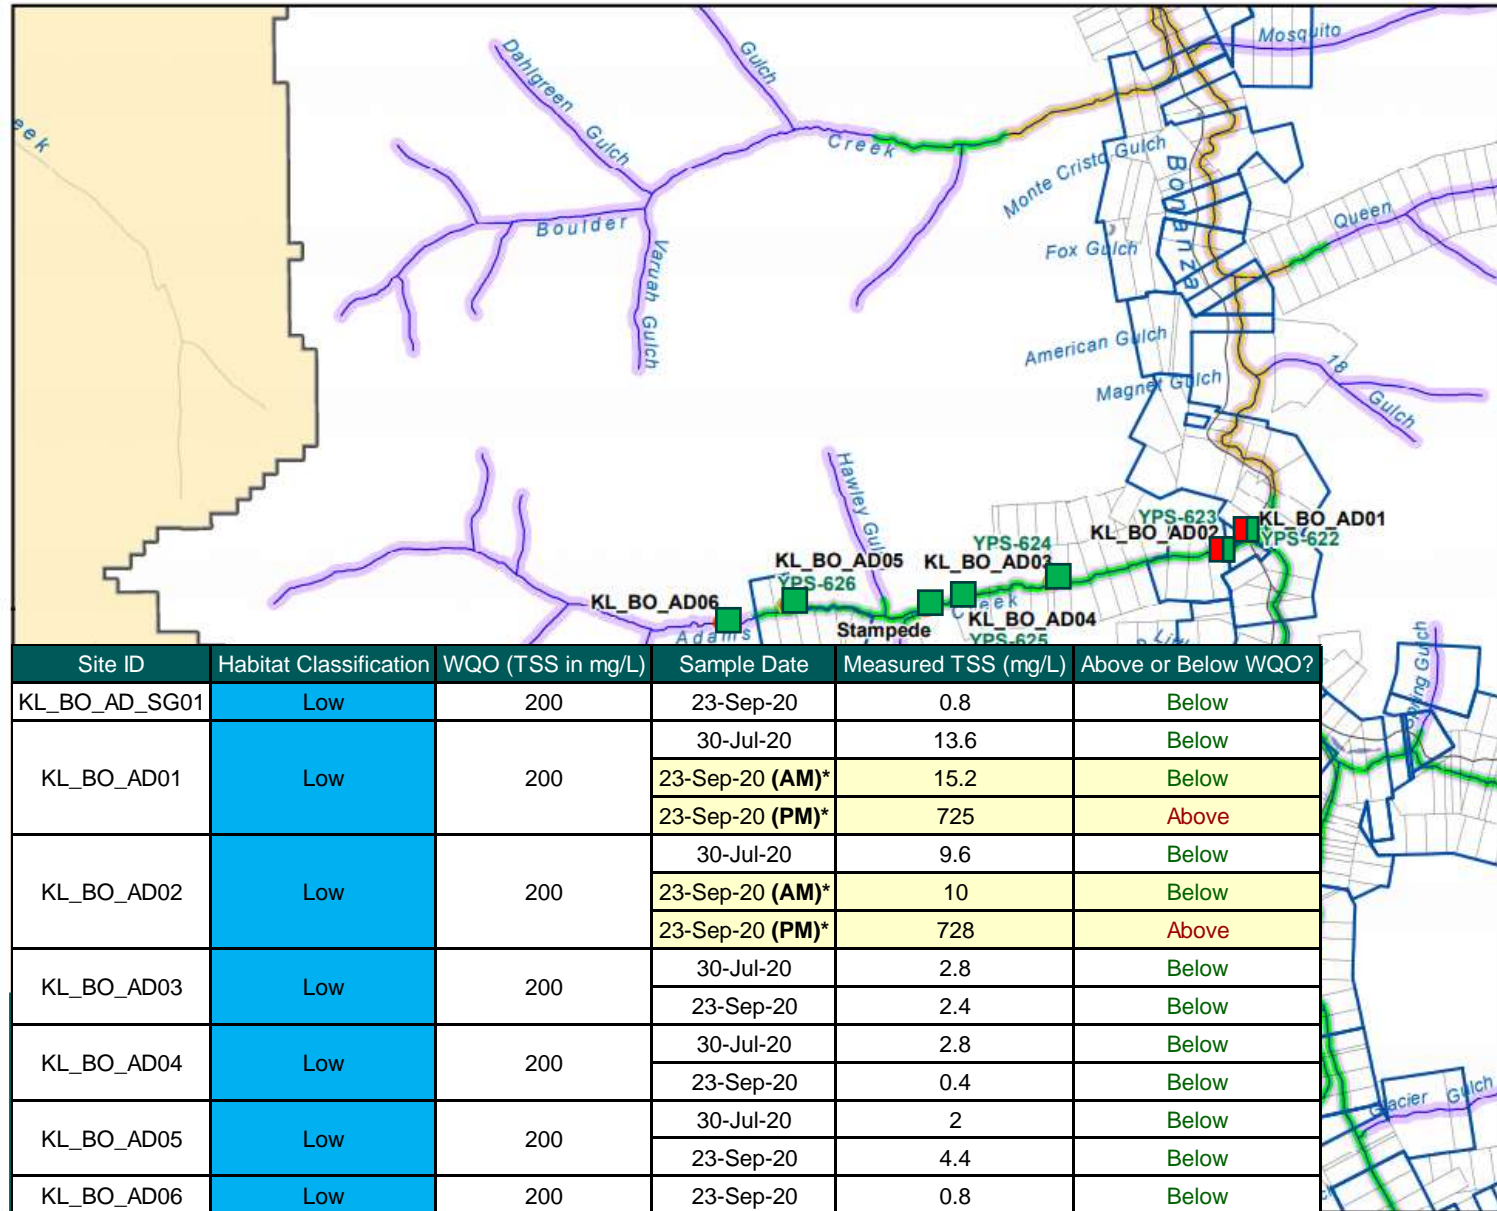 Mosquito
Dahlgreen
Gulch
Gulch
eek
Creek
Monte Cristo Gulch
Bonanza
Queen
Boulder
Varuah Gulch
Fox Gulch
American Gulch
18
Gulch
Magnet Gulch
Hawley Gul
YPS-623
KL_BO_AD01
KL_BO_AD02
YPS-622
YPS-624
KL_BO_AD05
KL_BO_AD03
YPS-626
KL_BO_AD06
Creek
KL_BO_AD04
Adams
Stampede
YPS-625
Spring Gulch
Glacier Gulch
Site ID Habitat Classification WQO (TSS in mg/L) Sample Date Measured TSS (mg/L) Above or Below WQO?
KL_BO_AD_SG01 Low 200 23-Sep-20 0.8 Below
30-Jul-20 13.6 Below
KL_BO_AD01 Low 200 23-Sep-20 (AM)* 15.2 Below
23-Sep-20 (PM)* 725 Above
30-Jul-20 9.6 Below
KL_BO_AD02 Low 200 23-Sep-20 (AM)* 10 Below
23-Sep-20 (PM)* 728 Above
KL_BO_AD03 Low 200 30-Jul-20 2.8 Below
23-Sep-20 2.4 Below
KL_BO_AD04 Low 200 30-Jul-20 2.8 Below
23-Sep-20 0.4 Below
KL_BO_AD05 Low 200 30-Jul-20 2 Below
23-Sep-20 4.4 Below
KL_BO_AD06 Low 200 23-Sep-20 0.8 Below